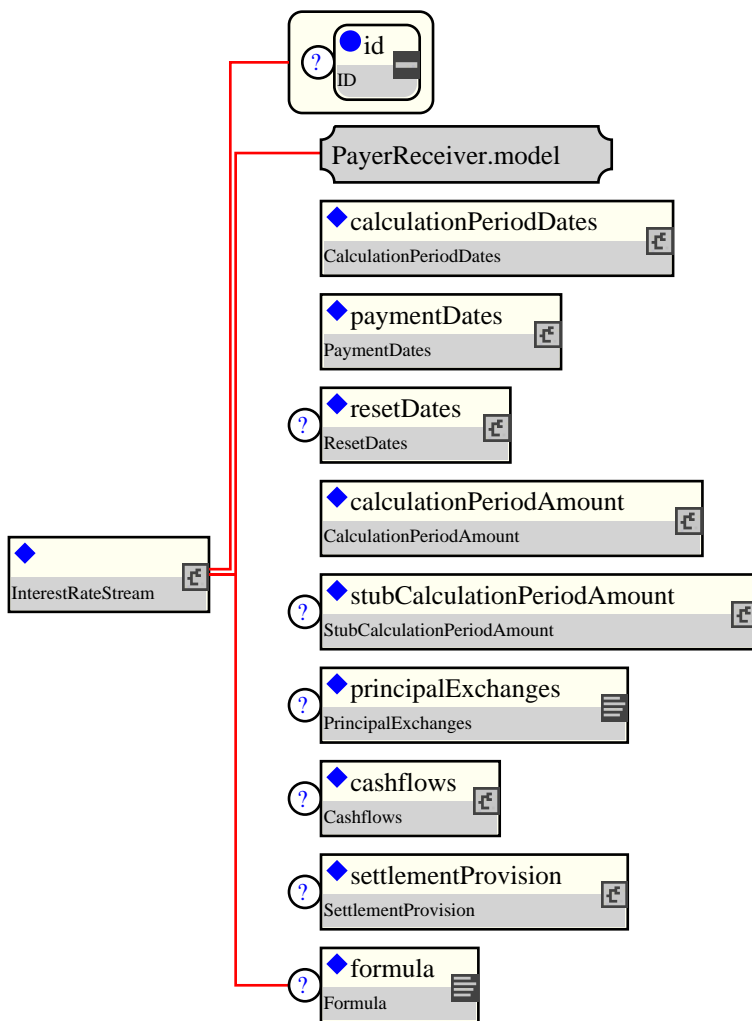 ? id
ID
PayerReceiver.model
calculationPeriodDates
CalculationPeriodDates
paymentDates
PaymentDates
? resetDates
ResetDates
calculationPeriodAmount
CalculationPeriodAmount
InterestRateStream
? stubCalculationPeriodAmount
StubCalculationPeriodAmount
? principalExchanges
PrincipalExchanges
? cashflows
Cashflows
? settlementProvision
SettlementProvision
? formula
Formula